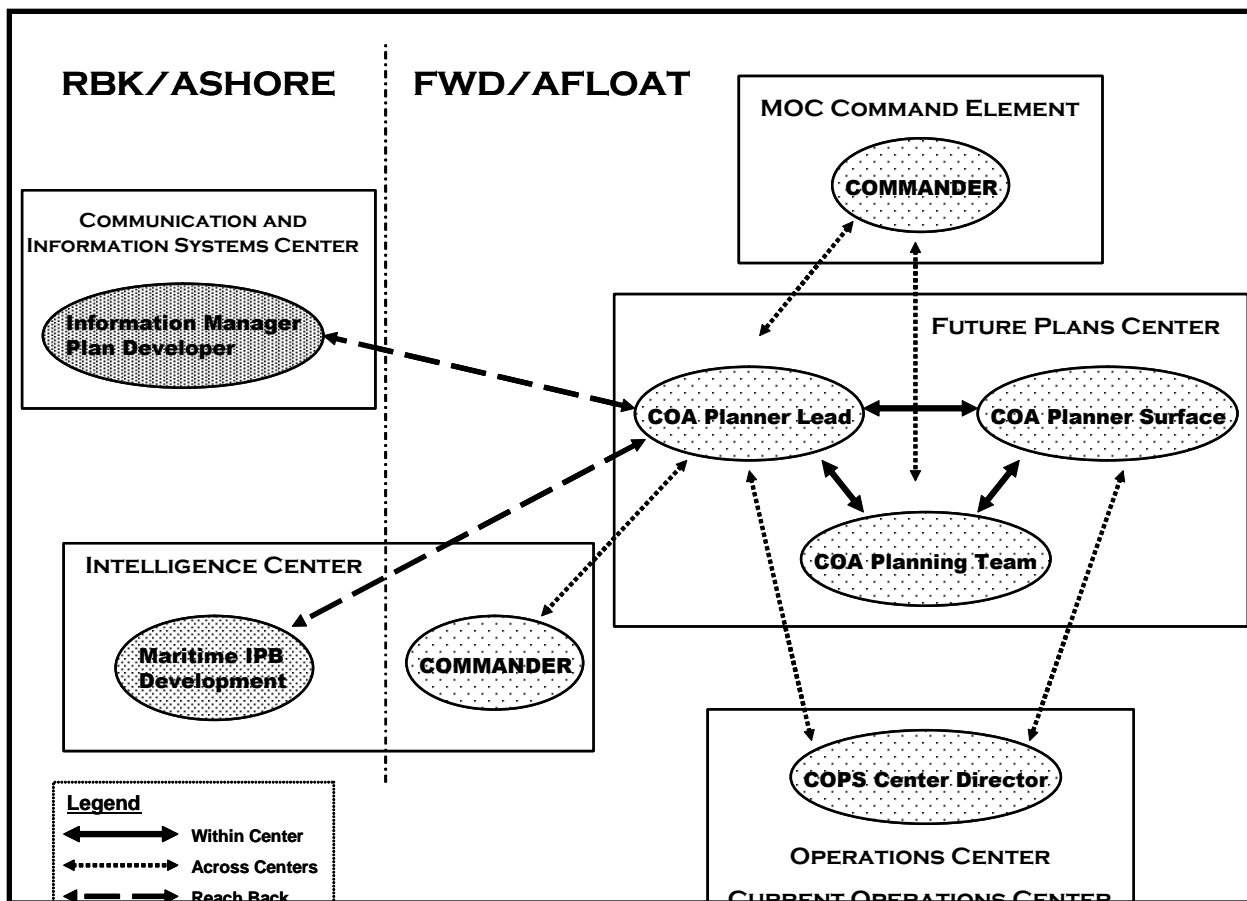 RBK/ASHORE
FWD/AFLOAT
MOC COMMAND ELEMENT
COMMANDER
COMMUNICATION AND
INFORMATION SYSTEMS CENTER
Information Manager
Plan Developer
FUTURE PLANS CENTER
COA Planner Lead
COA Planner Surface
COA Planning Team
INTELLIGENCE CENTER
Maritime IPB
Development
COMMANDER
COPS Center Director
OPERATIONS CENTER
CURRENT OPERATIONS CENTER
Legend
Within Center
Across Centers
Reach Back